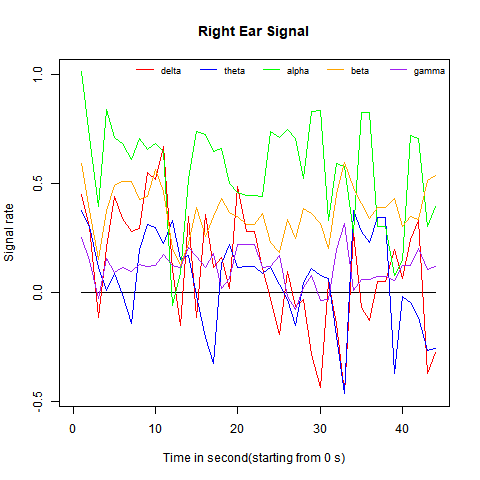 Right Ear Signal
delta theta alpha beta gamma
1.0
0.5
0.0
-0.5
Signal rate
0 10 20 30 40
Time in second(starting from 0 s)